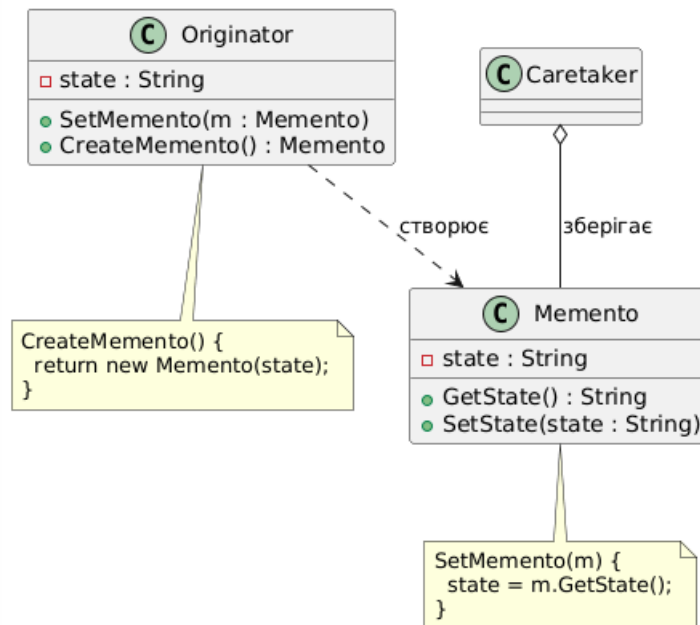 C Originator
state : String
SetMemento(m : Memento)
CreateMemento() : Memento
C Caretaker
створює
зберігає
CreateMemento() {
return new Memento(state);
}
C Memento
state : String
GetState() : String
SetState(state : String)
SetMemento(m) {
state = m.GetState();
}